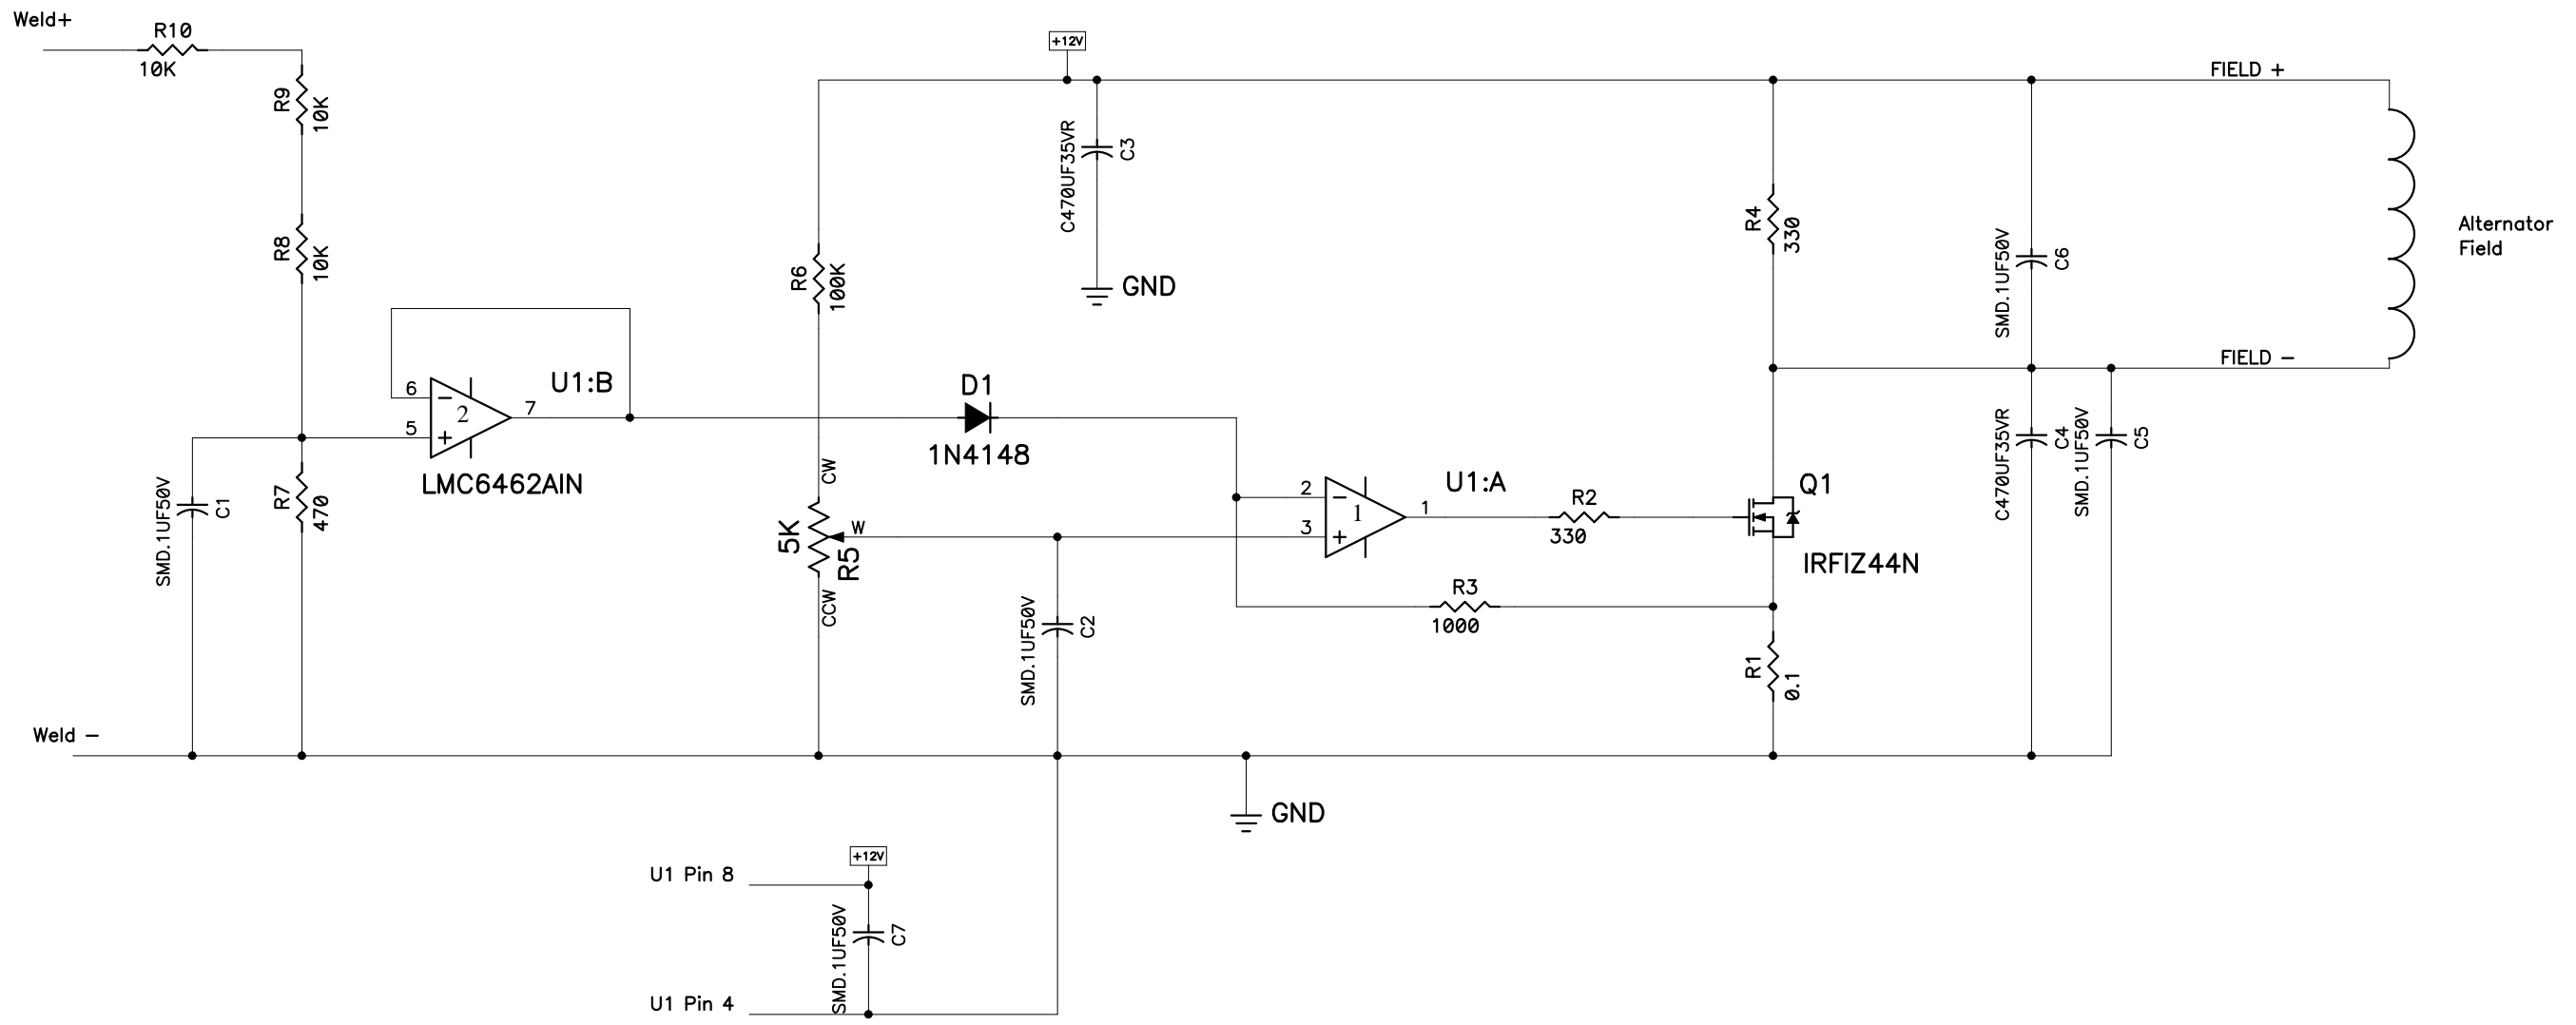 Weld+
R10
10K
R9
10K
R8
10K
R7
470
SMD.1UF50V
C1
6
5
2
7
U1:B
LMC6462AIN
+12V
C470UF35VR
C3
GND
R6
100K
CW
5K
R5
W
CCW
D1
1N4148
SMD.1UF50V
C2
2
3
1
1
U1:A
R2
330
R3
1000
R4
330
Q1
IRFIZ44N
R1
0.1
FIELD +
SMD.1UF50V
C6
FIELD -
C470UF35VR
C4
SMD.1UF50V
C5
Alternator
Field
Weld -
GND
+12V
U1 Pin 8
SMD.1UF50V
C7
U1 Pin 4